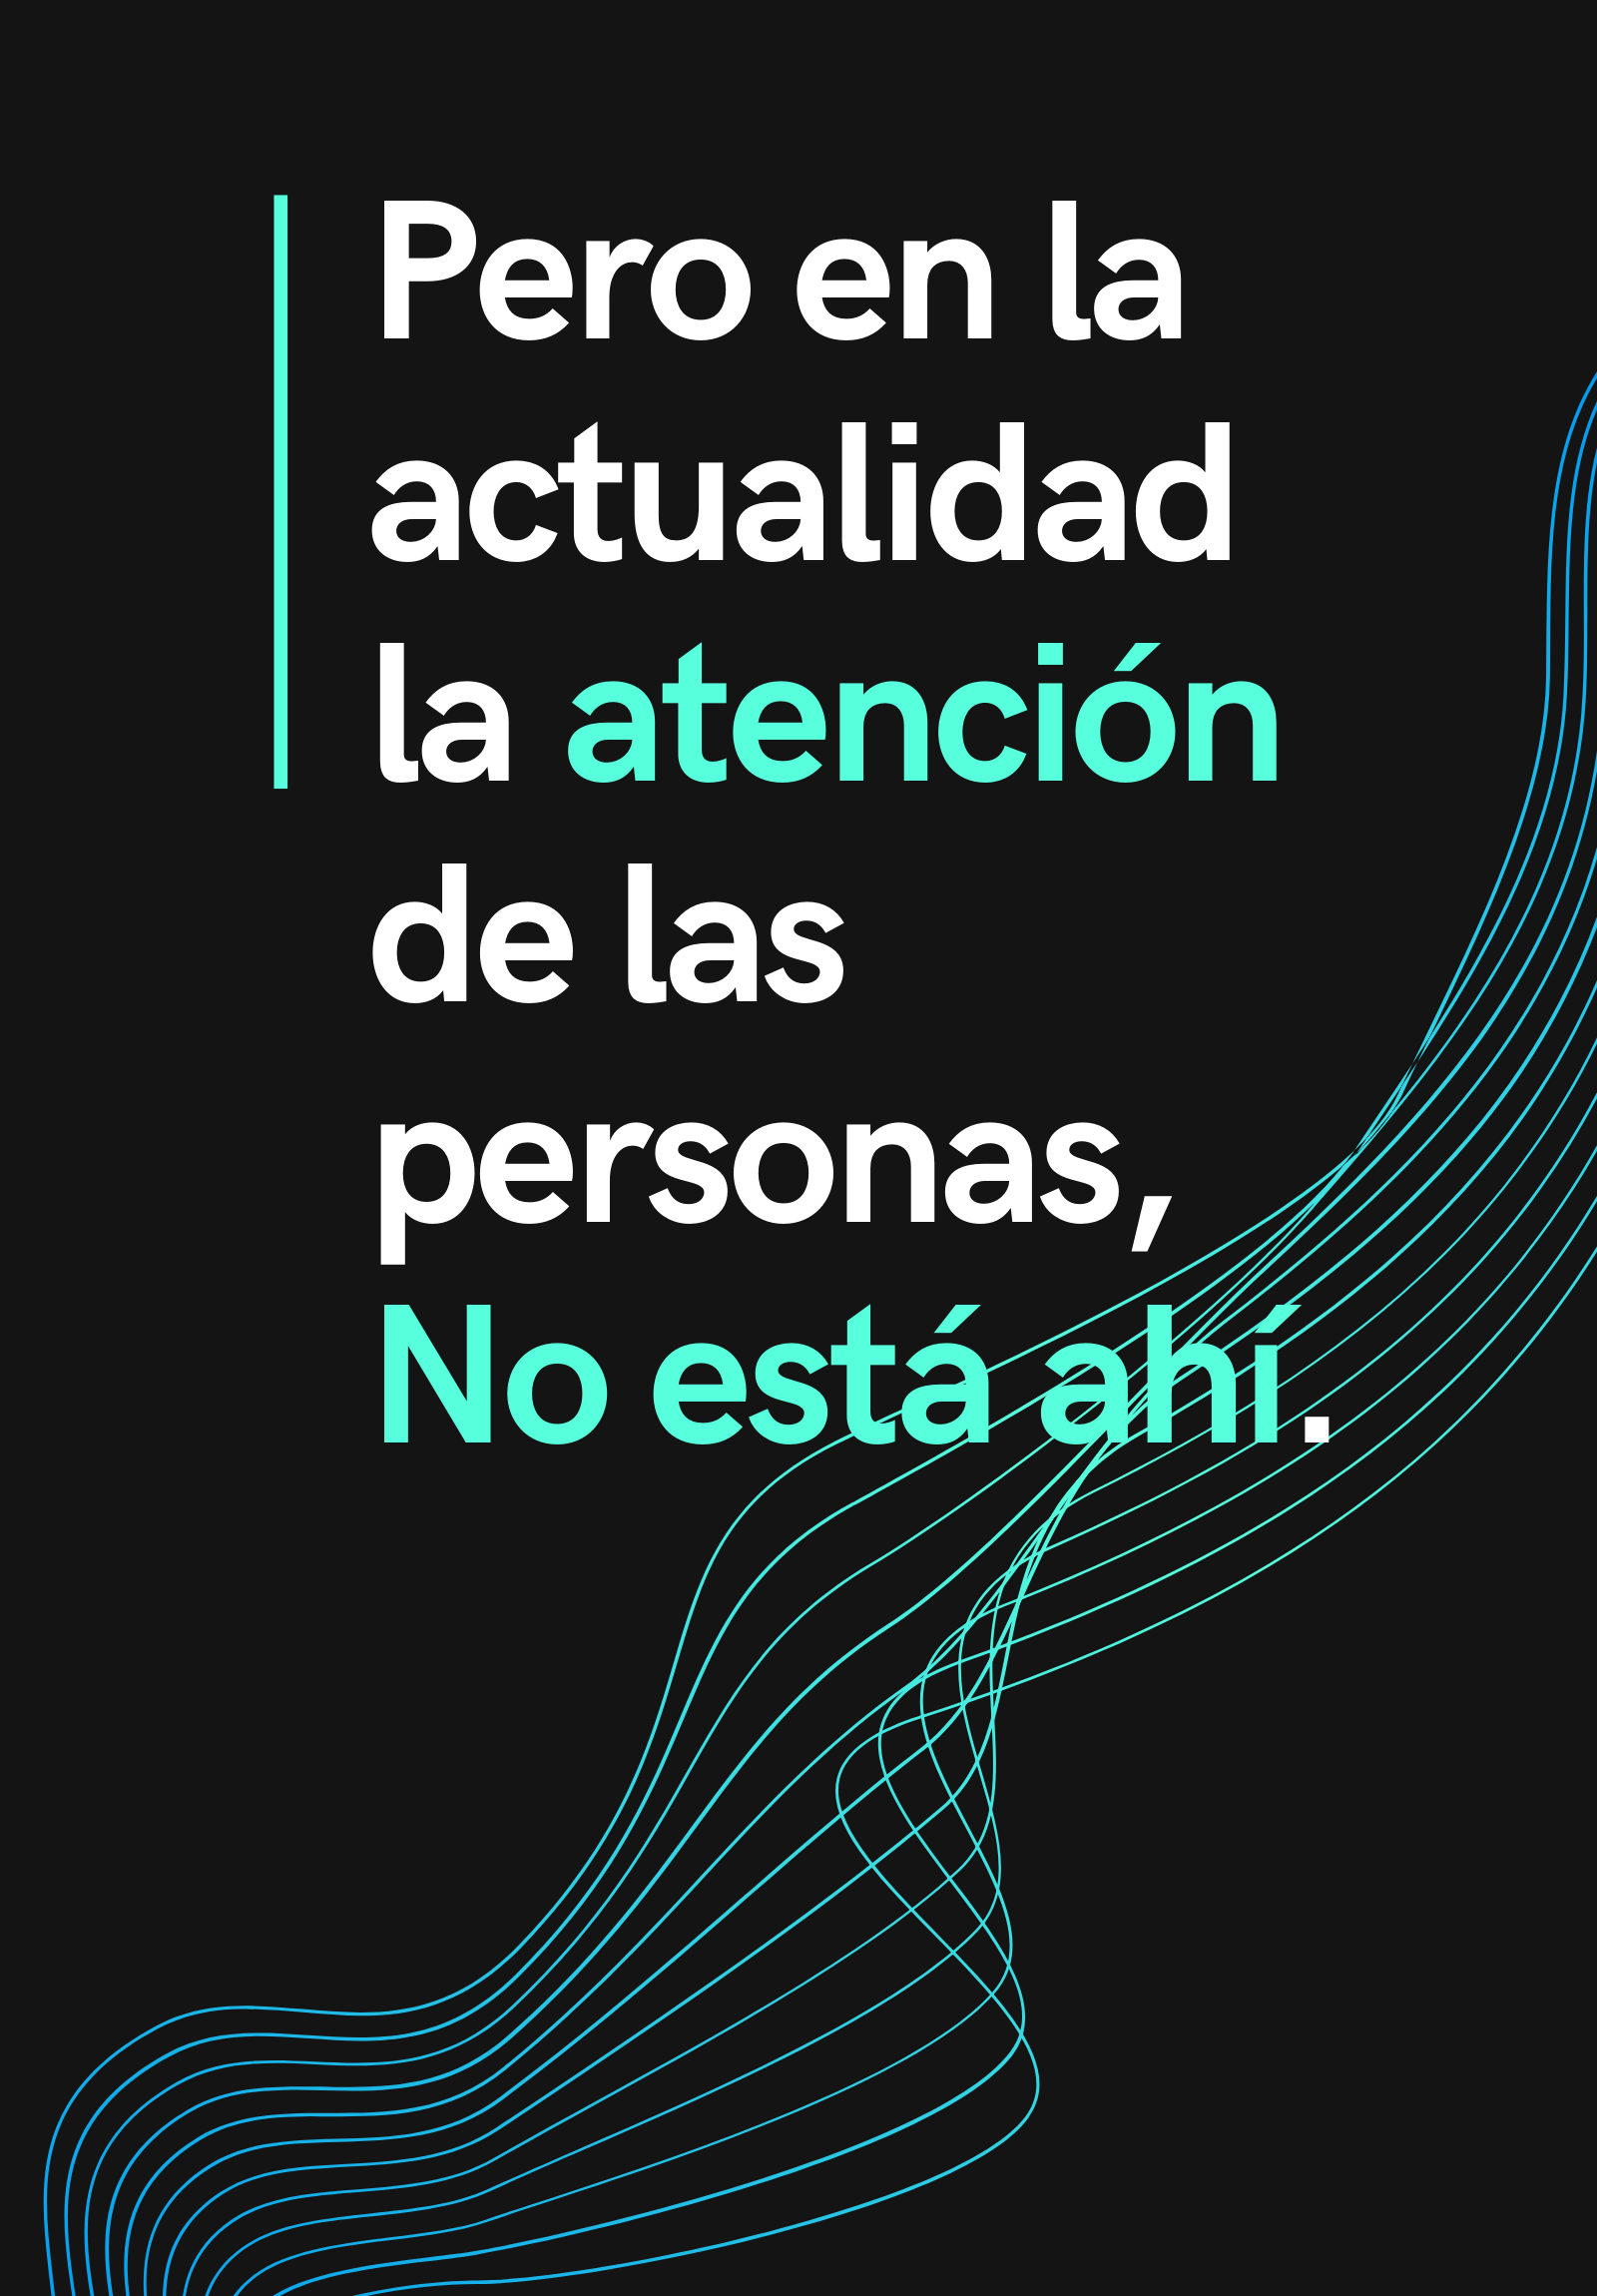 Pero en la
actualidad
la atención
de las
personas,
No está ahí.